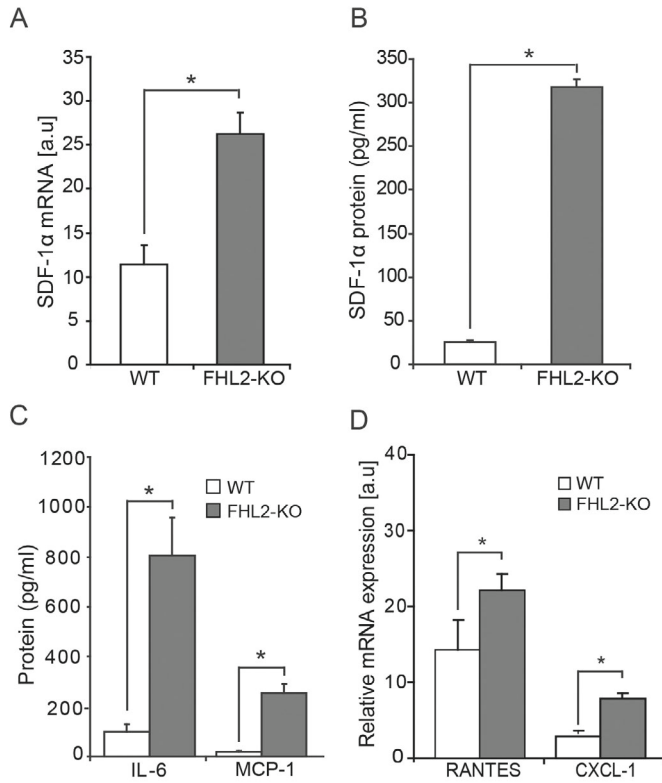 A
SDF-1α mRNA [a.u]
35
30
25
20
15
10
5
0
*
WT FHL2-KO
B
SDF-1α protein (pg/ml)
350
300
250
200
150
100
50
0
*
WT FHL2-KO
C
Protein (pg/ml)
1200
1000
800
600
400
200
0
WT
FHL2-KO
*
*
IL-6 MCP-1
D
Relative mRNA expression [a.u]
40
30
20
10
0
WT
FHL2-KO
*
*
RANTES CXCL-1